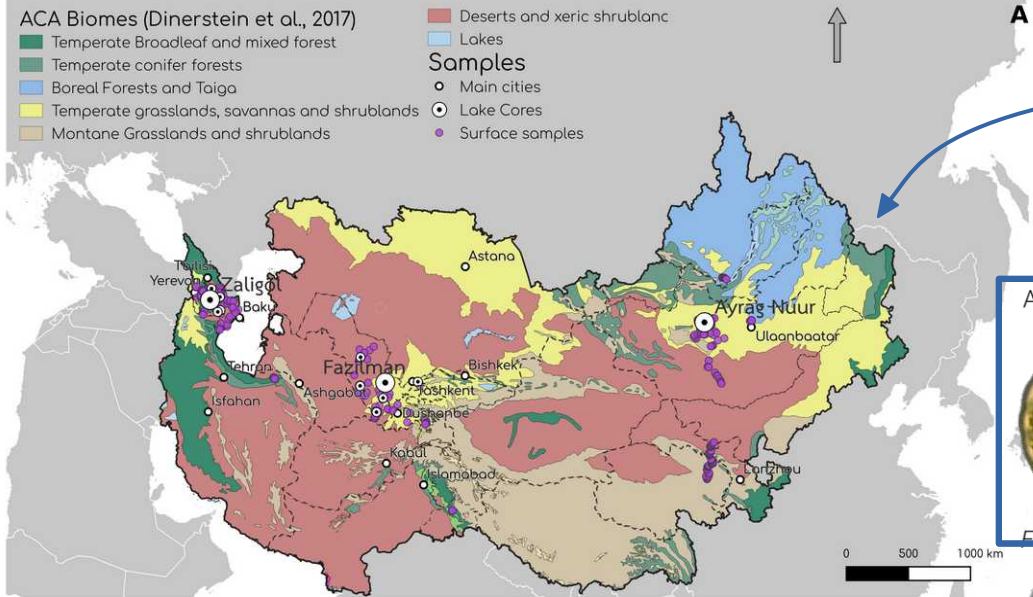 ACA Biomes (Dinerstein et al., 2017)
Temperate Broadleaf and mixed forest
Temperate conifer forests
Boreal Forests and Taiga
Temperate grasslands, savannas and shrublands
Montane Grasslands and shrublands
Deserts and xeric shrublanc
Lakes
Samples
Main cities
Lake Cores
Surface samples
A
Astana
Tbilisi
Yerevan
Zaligol
Baku
Ayrag Nuur
Ulaanbaatar
Bishkek
Fazilman
Tehran
Ashgabat
Tashkent
Isfahan
Dushanbe
Kabul
Islamabad
Lanzhou
A
0 500 1000 km